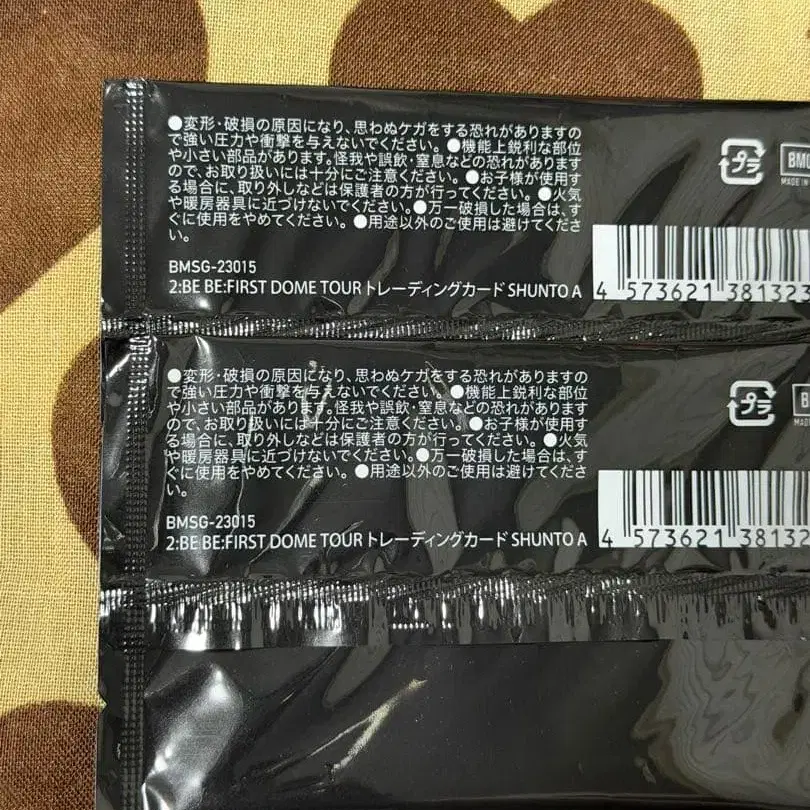 ●変形・破損の原因になり、思わぬケガをする恐れがありますの
で強い圧力や衝撃を与えないでください。●機能上鋭利な部位
や小さい部品があります。怪我や誤飲・窒息などの恐れがありますの
ので、お取り扱いには十分にご注意ください。●お子様が使用す
る場合に、取り外しなどは保護者の方が行ってください。●火気
や暖房器具に近づけないでください。●万一破損した場合は、す
ぐに使用をやめてください。●用途以外のご使用は避けてくださ
い。
プラ
BMSG-23015
2:BE BE:FIRST DOME TOUR トレーディングカード SHUNTO A
4 573621 381323
●変形・破損の原因になり、思わぬケガをする恐れがありますの
で強い圧力や衝撃を与えないでください。●機能上鋭利な部位
や小さい部品があります。怪我や誤飲・窒息などの恐れがありますの
ので、お取り扱いには十分にご注意ください。●お子様が使用す
る場合に、取り外しなどは保護者の方が行ってください。●火気
や暖房器具に近づけないでください。●万一破損した場合は、す
ぐに使用をやめてください。●用途以外のご使用は避けてくださ
い。
プラ
BMSG-23015
2:BE BE:FIRST DOME TOUR トレーディングカード SHUNTO A
4 573621 38132